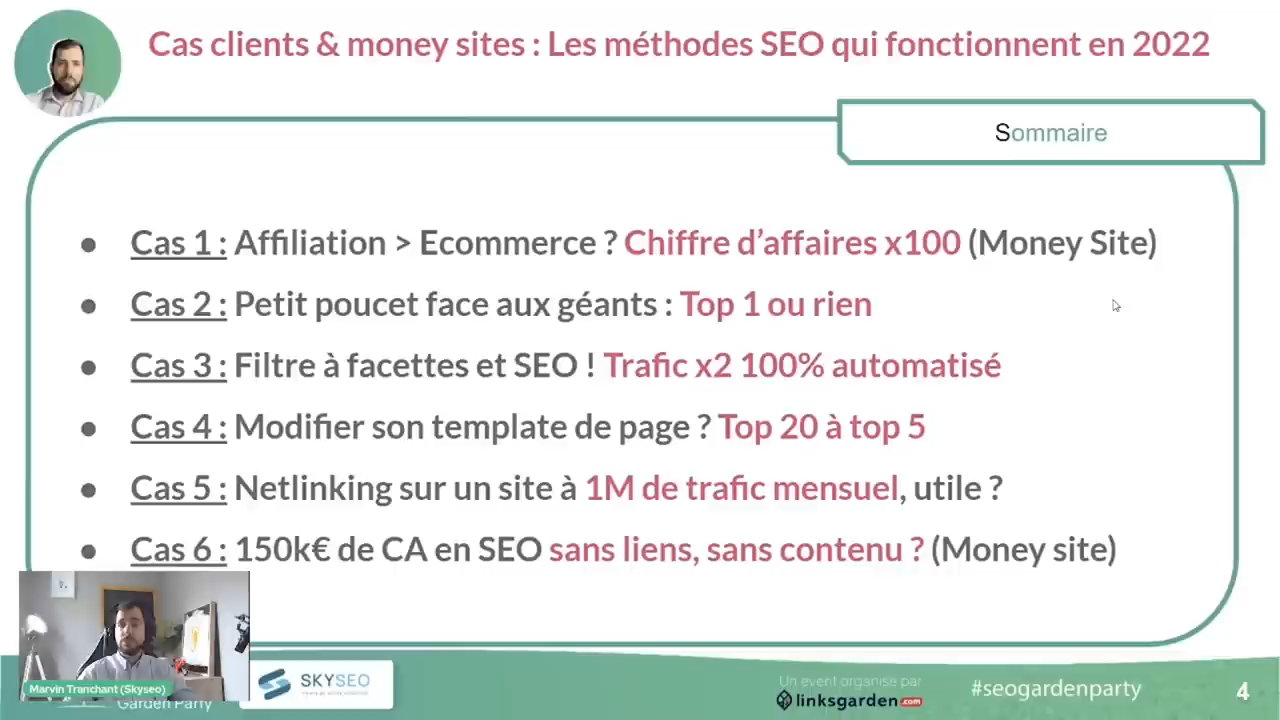 Cas clients & money sites : Les méthodes SEO qui fonctionnent en 2022
Sommaire
● Cas 1 : Affiliation > Ecommerce ? Chiffre d’affaires x100 (Money Site)
● Cas 2 : Petit poucet face aux géants : Top 1 ou rien
● Cas 3 : Filtre à facettes et SEO ! Trafic x2 100% automatisé
● Cas 4 : Modifier son template de page ? Top 20 à top 5
● Cas 5 : Netlinking sur un site à 1M de trafic mensuel, utile ?
● Cas 6 : 150k€ de CA en SEO sans liens, sans contenu ? (Money site)
Marvin Tranchant (Skyseo)
Garden Party
SKYSEO
Un event organisé par
linksgarden.com
#seogardenparty
4